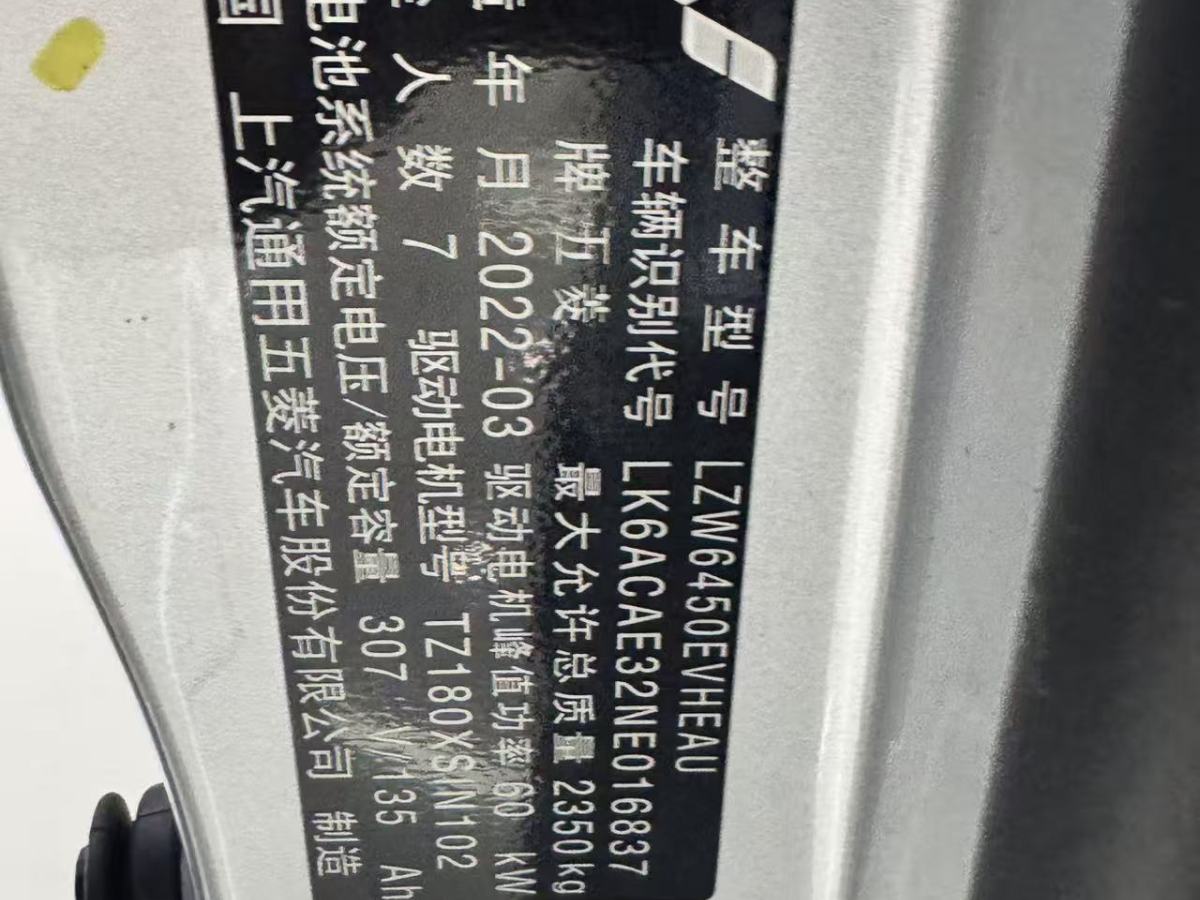 整车型号 LZW6450EVHEAU
车辆识别代号 LK6ACAE32NE016837
牌 五菱 最大允许总质量 2350kg
年月 2022-03 驱动电机峰值功率 60 kW
人数 7 驱动电机型号 TZ180XSIN102
电池系统额定电压/额定容量 307 V/135 Ah
国 上汽通用五菱汽车股份有限公司 制造